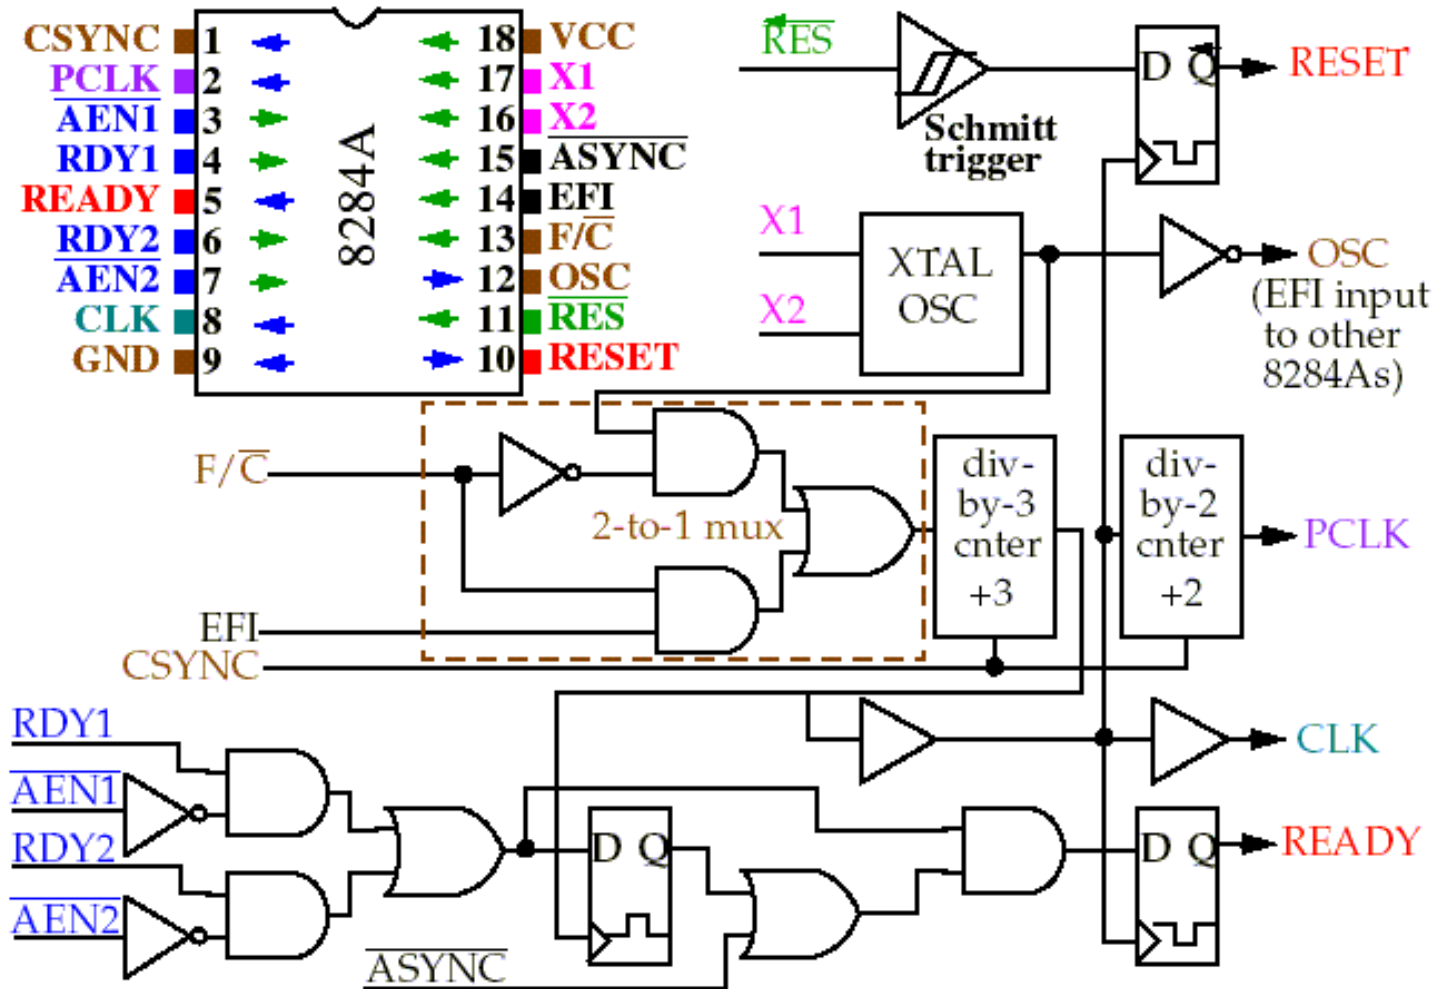 CSYNC 1 18 VCC
PCLK 2 17 X1
AEN1 3 16 X2
RDY1 4 15 ASYNC
READY 5 14 EFI
RDY2 6 13 F/C
AEN2 7 12 OSC
CLK 8 11 RES
GND 9 10 RESET
8284A
RES
Schmitt
trigger
D Q
RESET
X1
X2
XTAL
OSC
OSC
(EFI input
to other
8284As)
F/C
2-to-1 mux
EFI
CSYNC
div-
by-3
cnter
+3
div-
by-2
cnter
+2
PCLK
CLK
RDY1
AEN1
RDY2
AEN2
D Q
ASYNC
D Q
READY